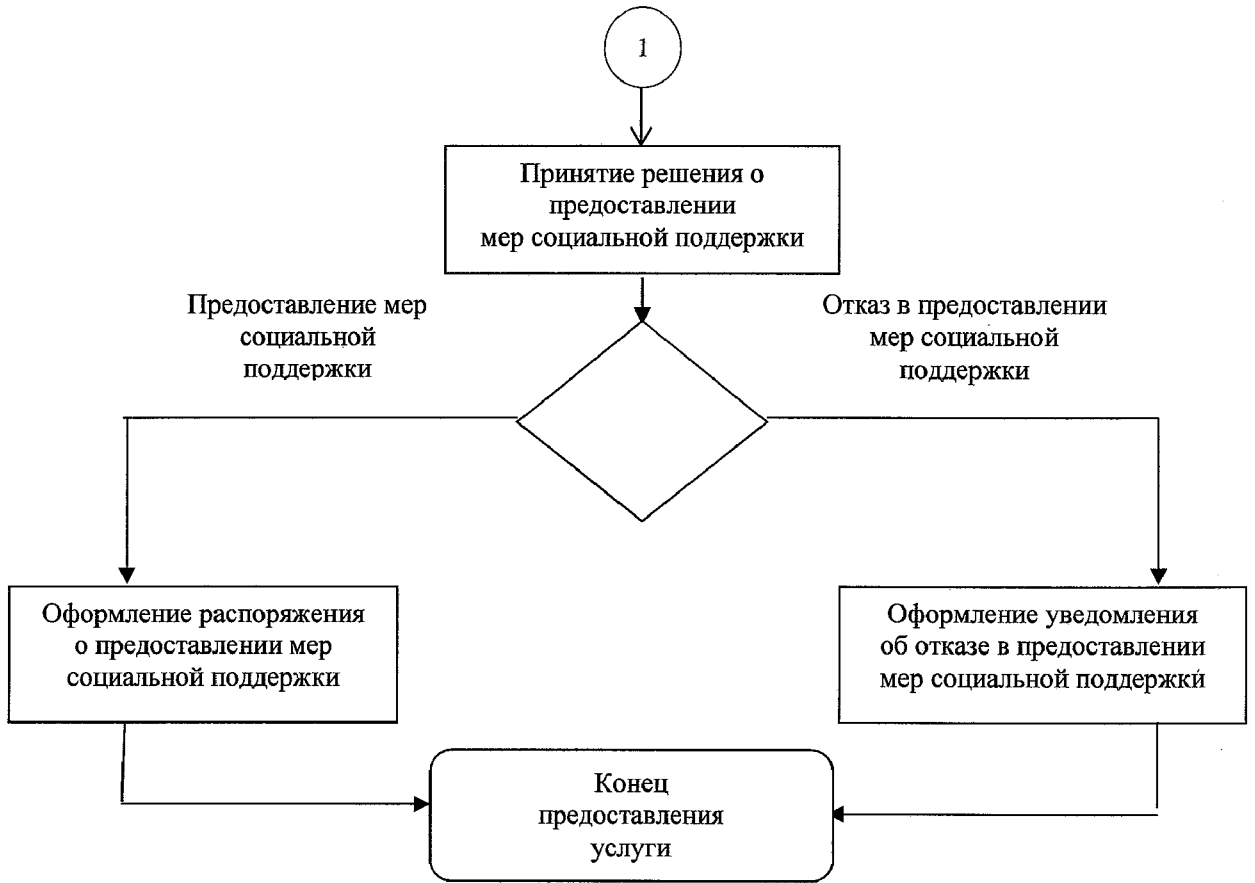 1
Принятие решения о
предоставлении
мер социальной поддержки
Предоставление мер
социальной
поддержки
Отказ в предоставлении
мер социальной
поддержки
Оформление распоряжения
о предоставлении мер
социальной поддержки
Оформление уведомления
об отказе в предоставлении
мер социальной поддержки
Конец
предоставления
услуги